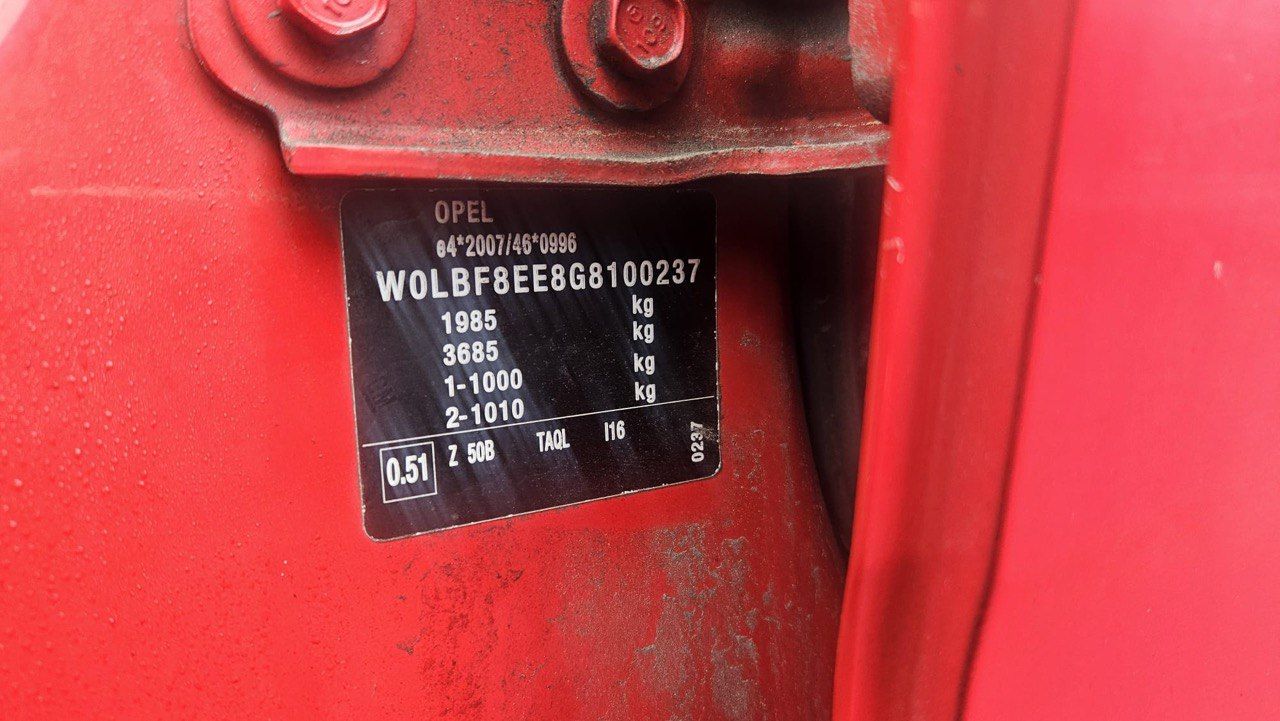 OPEL
e4*2007/46*0996
W0LBF8EE8G8100237
1985 kg
3685 kg
1-1000 kg
2-1010 kg
0.51 Z 50B TAQL I16 0237